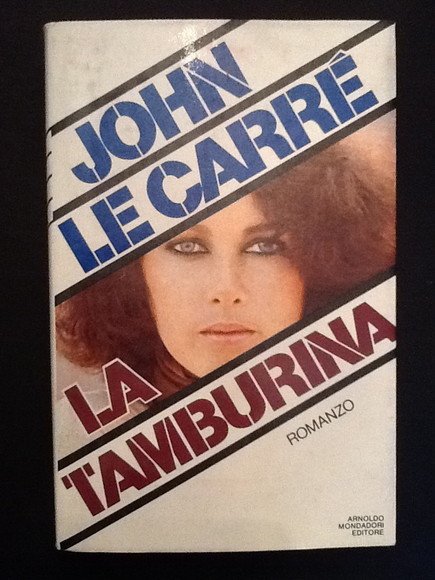 JOHN
LE CARRÉ
LA
TAMBURINA
ROMANZO
ARNOLDO
MONDADORI
EDITORE